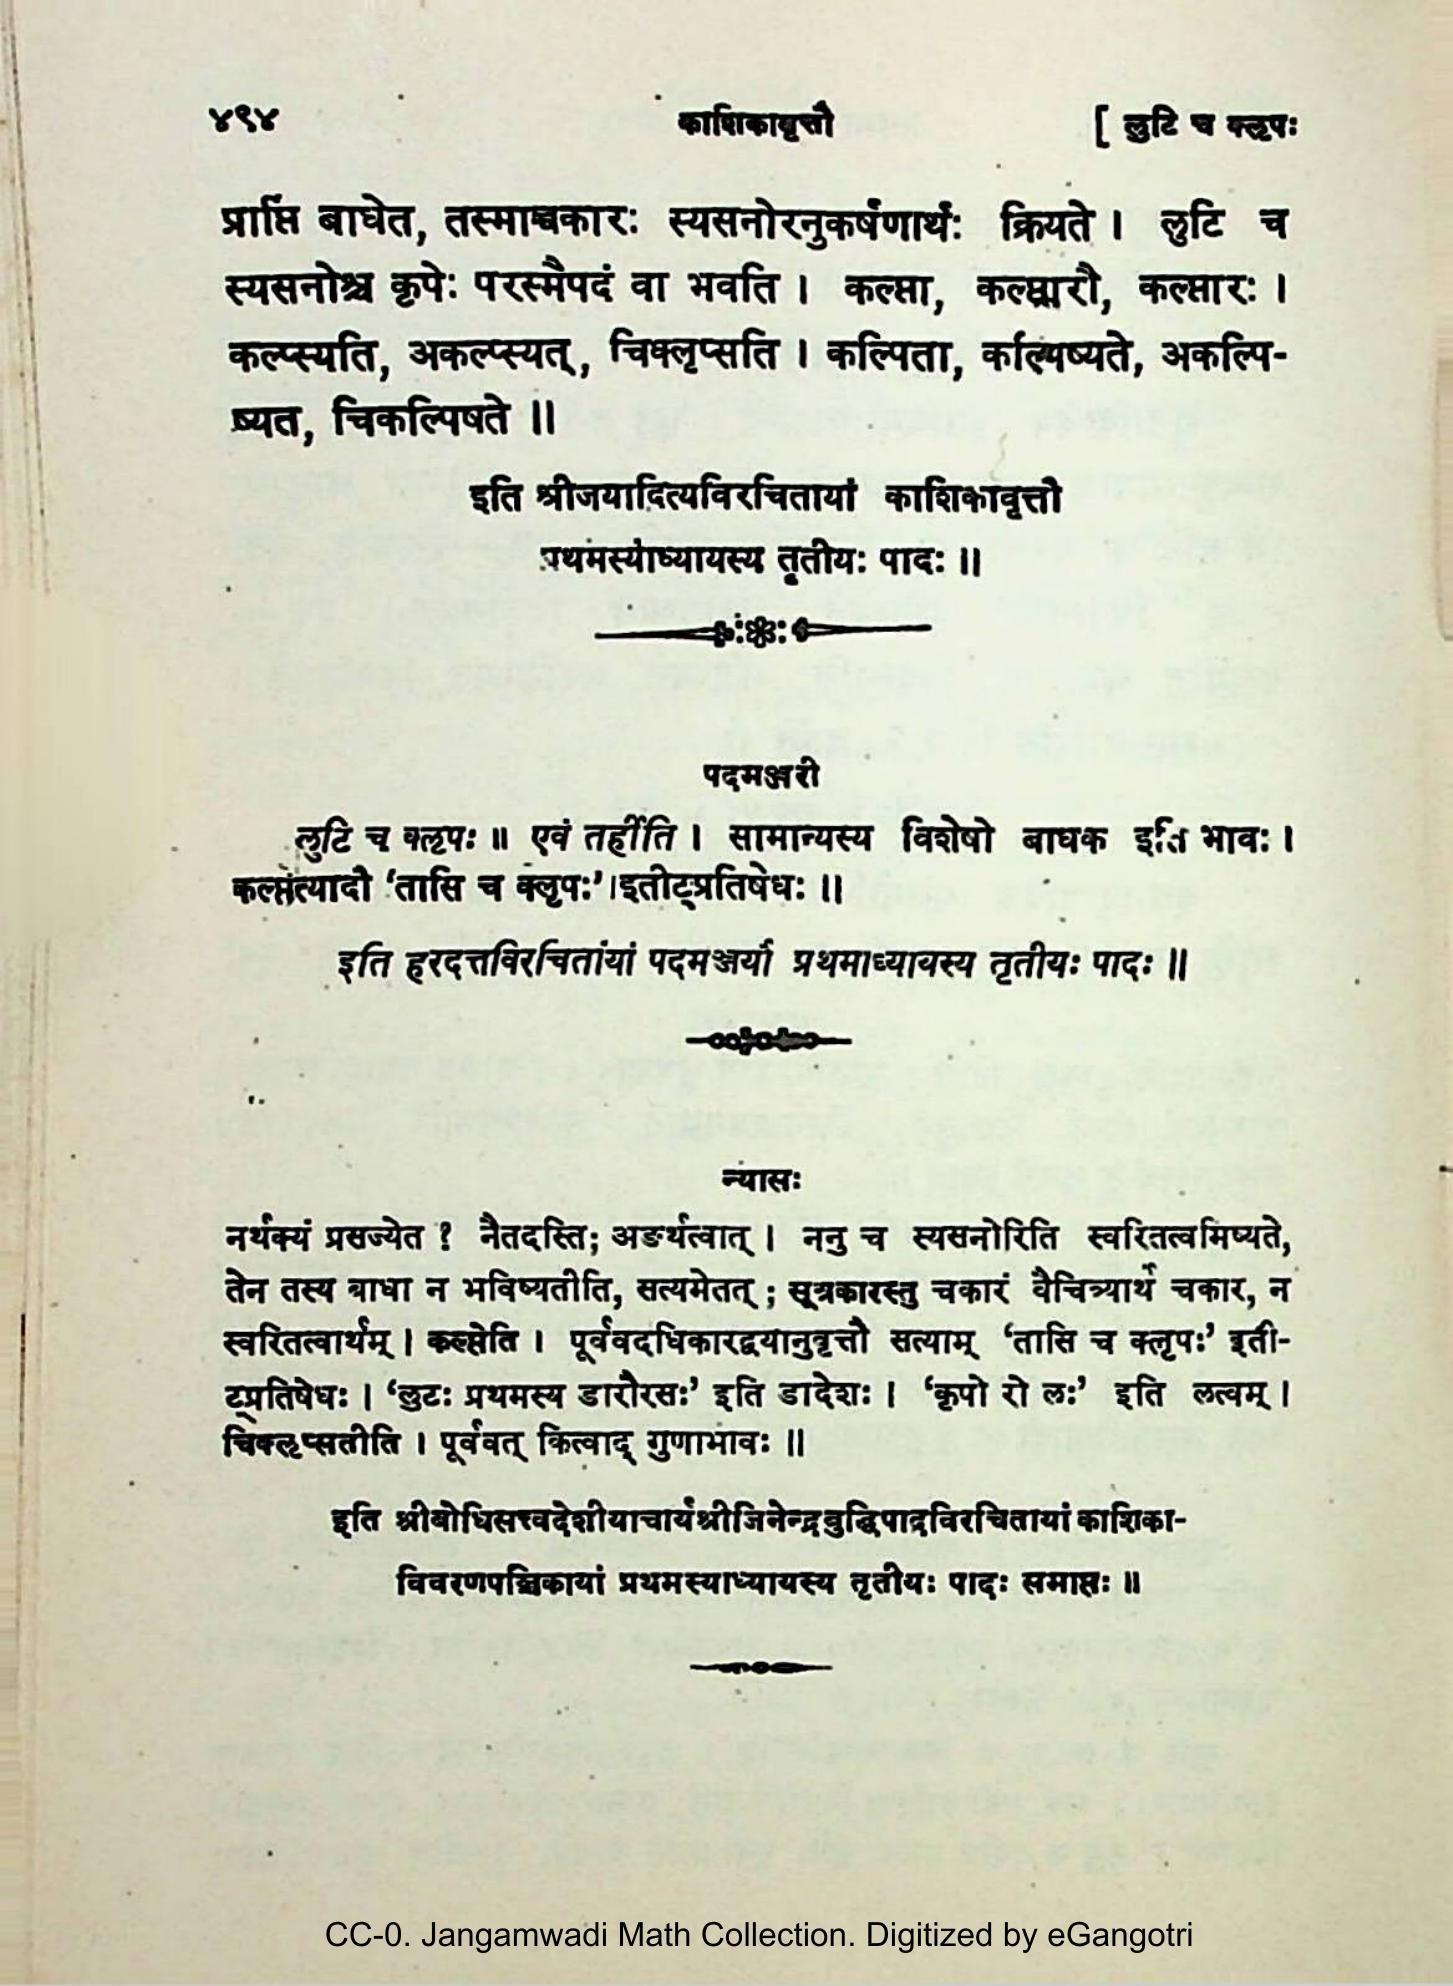 ४९४ काशिकावृत्तौ [ लुटि च क्लृपः
प्राप्तिं बाधेत, तस्माच्चकारः स्यसनोरनुकर्षणार्थः क्रियते । लुटि च
स्यसनोश्च कृपेः परस्मैपदं वा भवति । कल्प्ता, कल्प्तारौ, कल्प्तारः ।
कल्प्स्यति, अकल्प्स्यत्, चिक्लृप्सति । कल्पिता, कल्पिष्यते, अकल्पि-
ष्यत, चिकल्पिषते ॥
इति श्रीजयादित्यविरचितायां काशिकावृत्तौ
प्रथमस्याध्यायस्य तृतीयः पादः ॥
पदमञ्जरी
लुटि च क्लृपः ॥ एवं तर्हीति । सामान्यस्य विशेषो बाधक इति भावः ।
कल्प्तेत्यादौ ‘तासि च क्लृपः’ इतीट्प्रतिषेधः ॥
इति हरदत्तविरचितायां पदमञ्जर्यां प्रथमाध्यायस्य तृतीयः पादः ॥
न्यासः
नर्थक्यं प्रसज्येत ? नैतदस्ति; अङर्थत्वात् । ननु च स्यसनोरिति स्वरितत्वमिष्यते,
तेन तस्य बाधा न भविष्यतीति, सत्यमेतत् ; सूत्रकारस्तु चकारं वैचित्र्यार्थं चकार, न
स्वरितत्वार्थम् । कल्प्तेति । पूर्ववदधिकारद्वयानुवृत्तौ सत्याम् ‘तासि च क्लृपः’ इती-
ट्प्रतिषेधः । ‘लुटः प्रथमस्य डारौरसः’ इति डादेशः । ‘कृपो रो लः’ इति लत्वम् ।
चिक्लृप्सतीति । पूर्ववत् कित्वाद् गुणाभावः ॥
इति श्रीबोधिसत्त्वदेशीयाचार्यश्रीजिनेन्द्रबुद्धिपादविरचितायां काशिका-
विवरणपञ्चिकायां प्रथमस्याध्यायस्य तृतीयः पादः समाप्तः ॥
CC-0. Jangamwadi Math Collection. Digitized by eGangotri